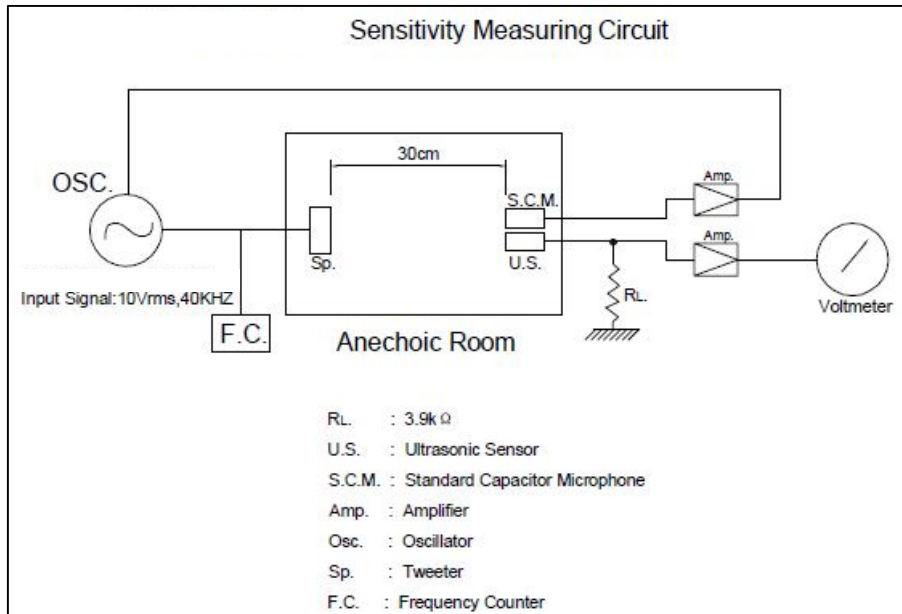 Sensitivity Measuring Circuit
OSC.
30cm
Amp.
S.C.M.
Amp.
Sp.
U.S.
RL.
Input Signal:10Vrms,40KHZ
Voltmeter
F.C.
Anechoic Room
RL. : 3.9kΩ
U.S. : Ultrasonic Sensor
S.C.M. : Standard Capacitor Microphone
Amp. : Amplifier
Osc. : Oscillator
Sp. : Tweeter
F.C. : Frequency Counter